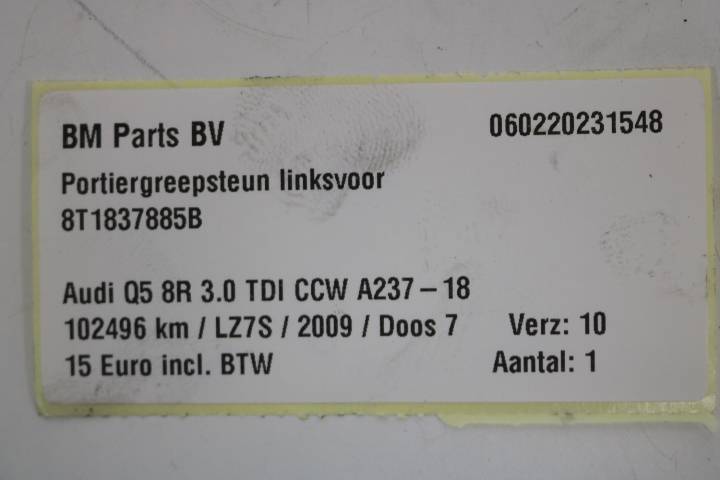 BM Parts BV 060220231548
Portiergreepsteun linksvoor
8T1837885B
Audi Q5 8R 3.0 TDI CCW A237-18
102496 km / LZ7S / 2009 / Doos 7 Verz: 10
15 Euro incl. BTW Aantal: 1